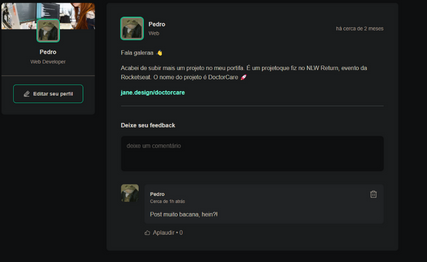 Pedro
Web Developer
Editar seu perfil
Pedro
Web
há cerca de 2 meses
Fala galeraa 👋
Acabei de subir mais um projeto no meu portifa. É um projetoque fiz no NLW Return, evento da
Rocketseat. O nome do projeto é DoctorCare 🚀
jane.design/doctorcare
Deixe seu feedback
deixe um comentário
Pedro
Cerca de 1h atrás
Post muito bacana, hein?!
Aplaudir • 0